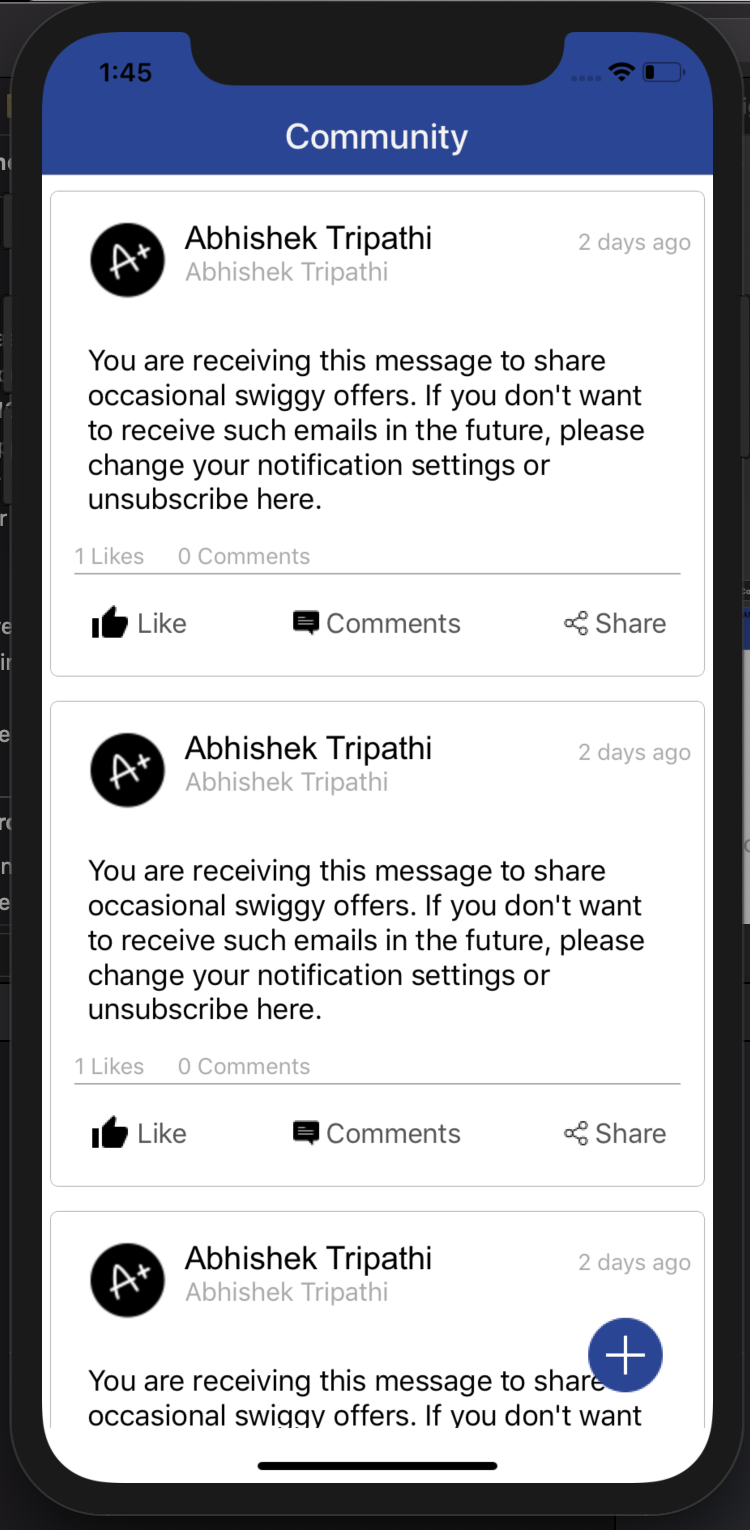 1:45
Community
A+
Abhishek Tripathi
2 days ago
Abhishek Tripathi
You are receiving this message to share
occasional swiggy offers. If you don't want
to receive such emails in the future, please
change your notification settings or
unsubscribe here.
1 Likes 0 Comments
Like Comments Share
A+
Abhishek Tripathi
2 days ago
Abhishek Tripathi
You are receiving this message to share
occasional swiggy offers. If you don't want
to receive such emails in the future, please
change your notification settings or
unsubscribe here.
1 Likes 0 Comments
Like Comments Share
A+
Abhishek Tripathi
2 days ago
Abhishek Tripathi
You are receiving this message to share
occasional swiggy offers. If you don't want